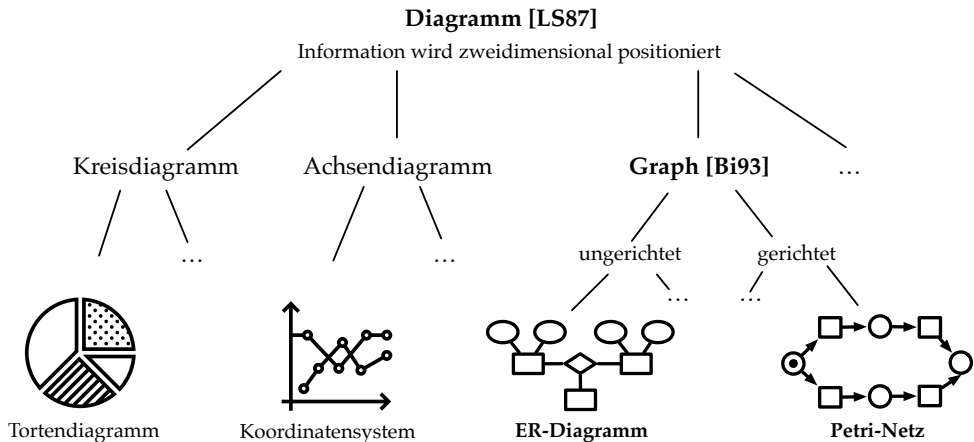 Diagramm [LS87]
Information wird zweidimensional positioniert
Kreisdiagramm
Achsendiagramm
Graph [Bi93]
…
…
…
ungerichtet
gerichtet
…
…
Tortendiagramm
Koordinatensystem
ER-Diagramm
Petri-Netz